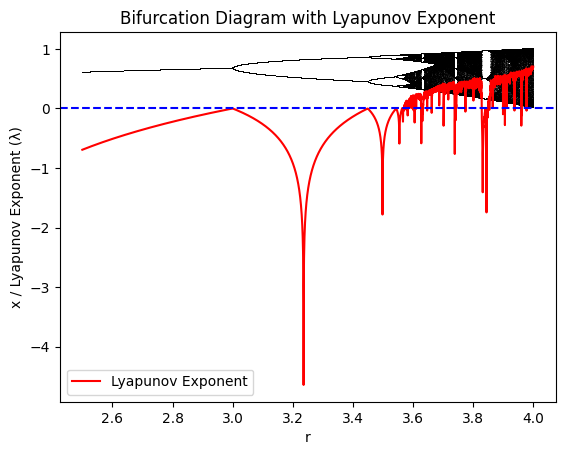 Bifurcation Diagram with Lyapunov Exponent
x / Lyapunov Exponent (λ)
1
0
−1
−2
−3
−4
Lyapunov Exponent
2.6 2.8 3.0 3.2 3.4 3.6 3.8 4.0
r